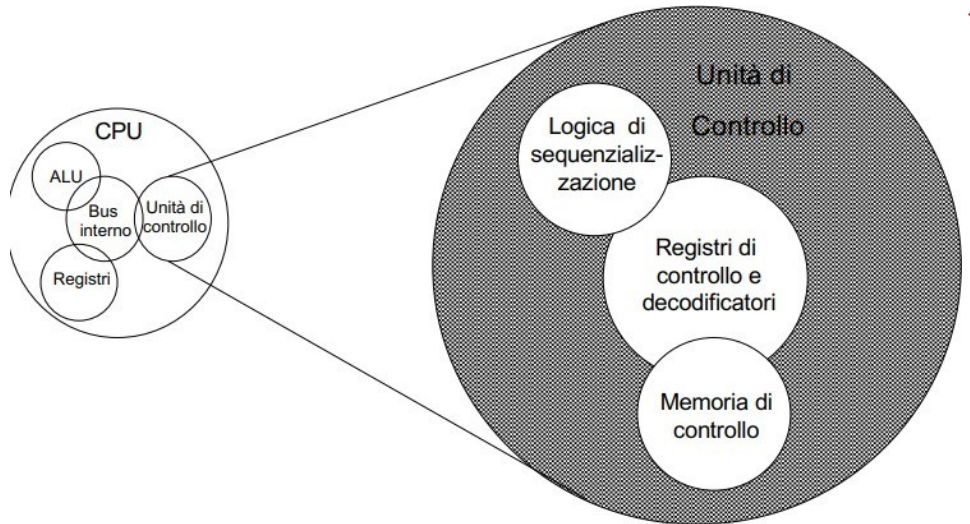 CPU
ALU
Bus
interno
Unità di
controllo
Registri
Unità di
Controllo
Logica di
sequenzializ-
zazione
Registri di
controllo e
decodificatori
Memoria di
controllo